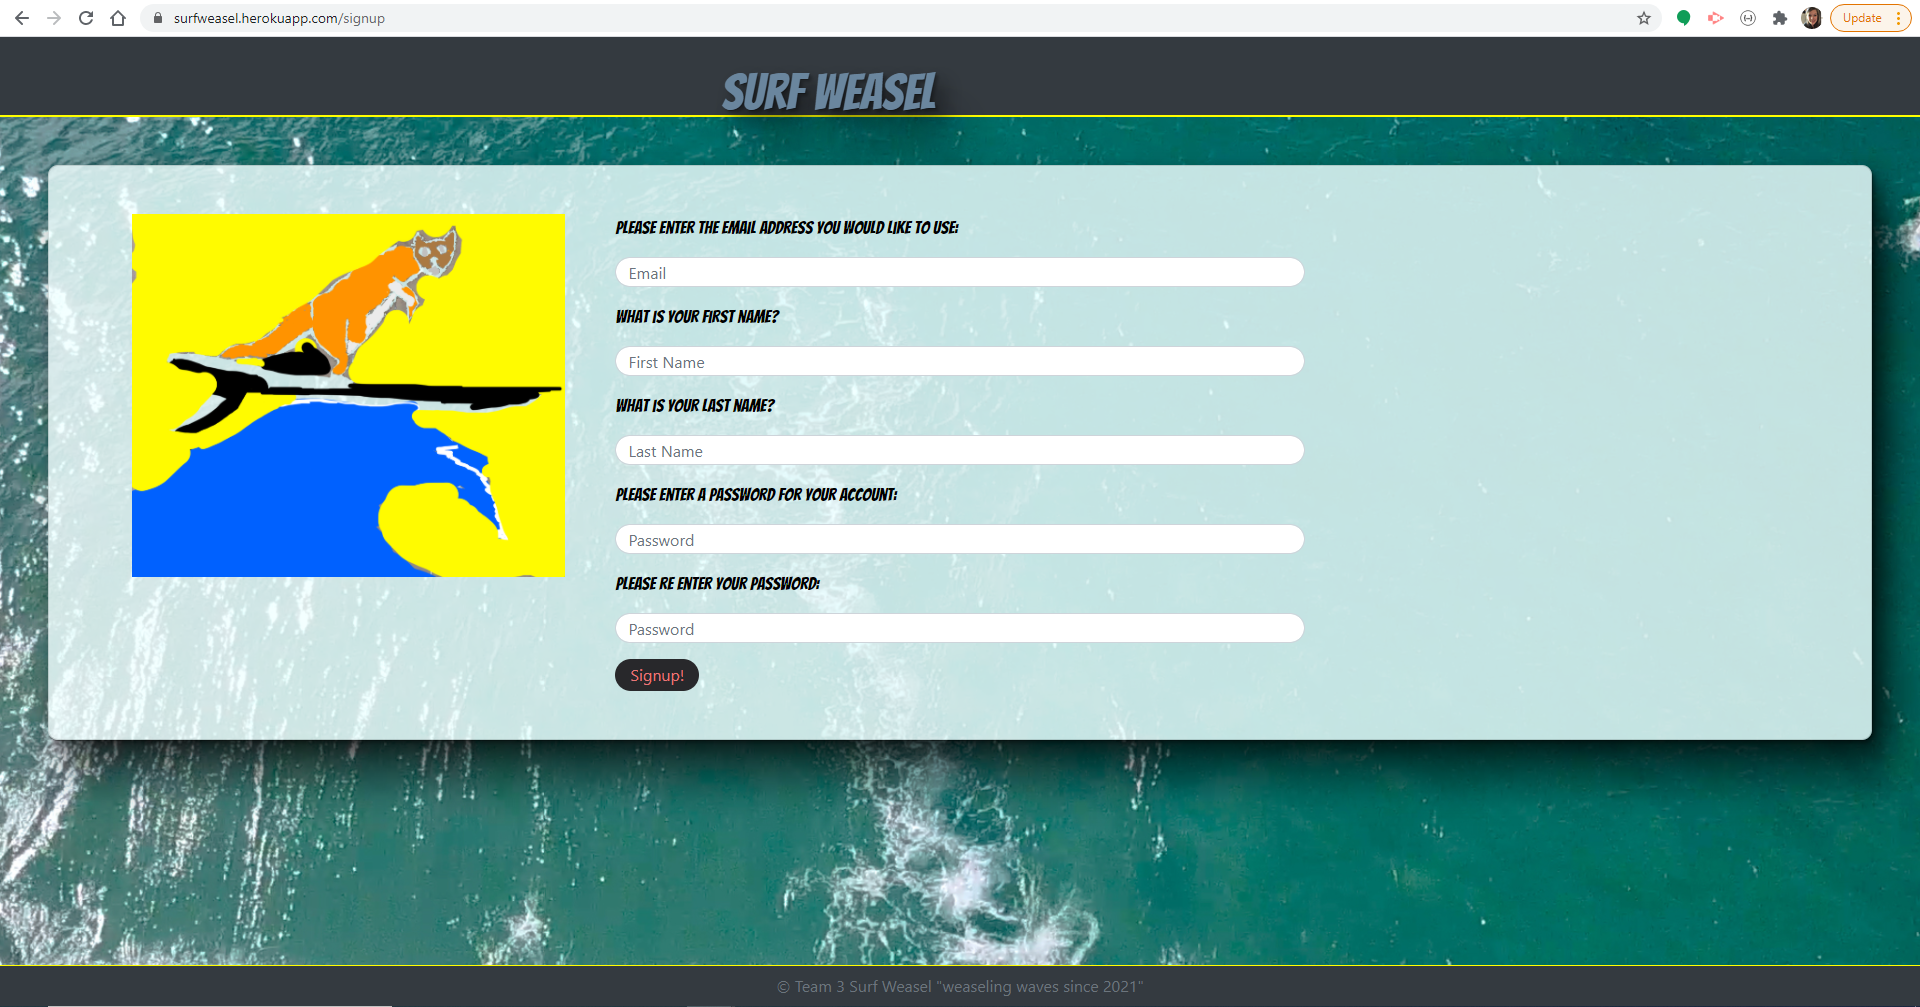 surfweasel.herokuapp.com/signup
Update
SURF WEASEL
PLEASE ENTER THE EMAIL ADDRESS YOU WOULD LIKE TO USE:
Email
WHAT IS YOUR FIRST NAME?
First Name
WHAT IS YOUR LAST NAME?
Last Name
PLEASE ENTER A PASSWORD FOR YOUR ACCOUNT:
Password
PLEASE RE ENTER YOUR PASSWORD:
Password
Signup!
© Team 3 Surf Weasel "weaseling waves since 2021"